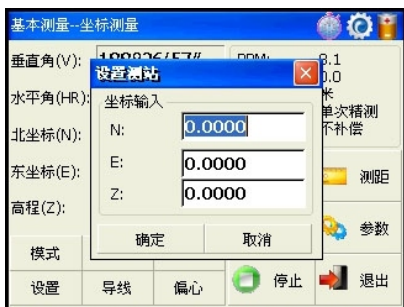 基本测量--坐标测量
垂直角(V):
PPM:
3.1
设置测站
0.0
水平角(HR):
坐标输入
米
单次精测
北坐标(N):
N:
0.0000
不补偿
东坐标(E):
E:
0.0000
测距
高程(Z):
Z:
0.0000
确定
取消
参数
模式
设置
导线
偏心
停止
退出